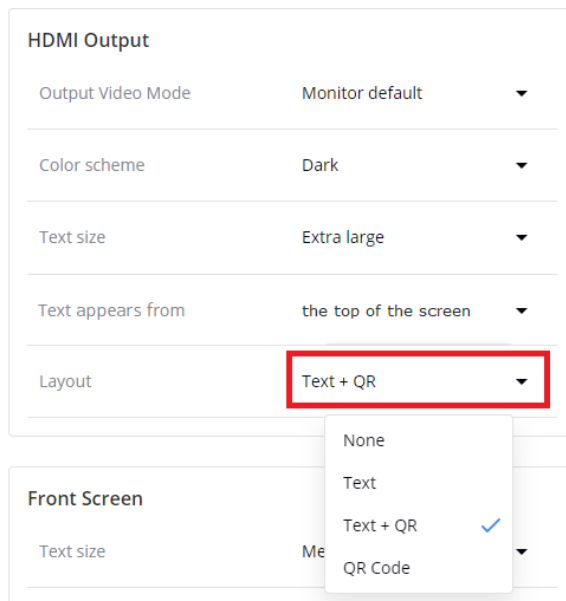 HDMI Output
Output Video Mode Monitor default
Color scheme Dark
Text size Extra large
Text appears from the top of the screen
Layout Text + QR
None
Text
Text + QR
QR Code
Front Screen
Text size